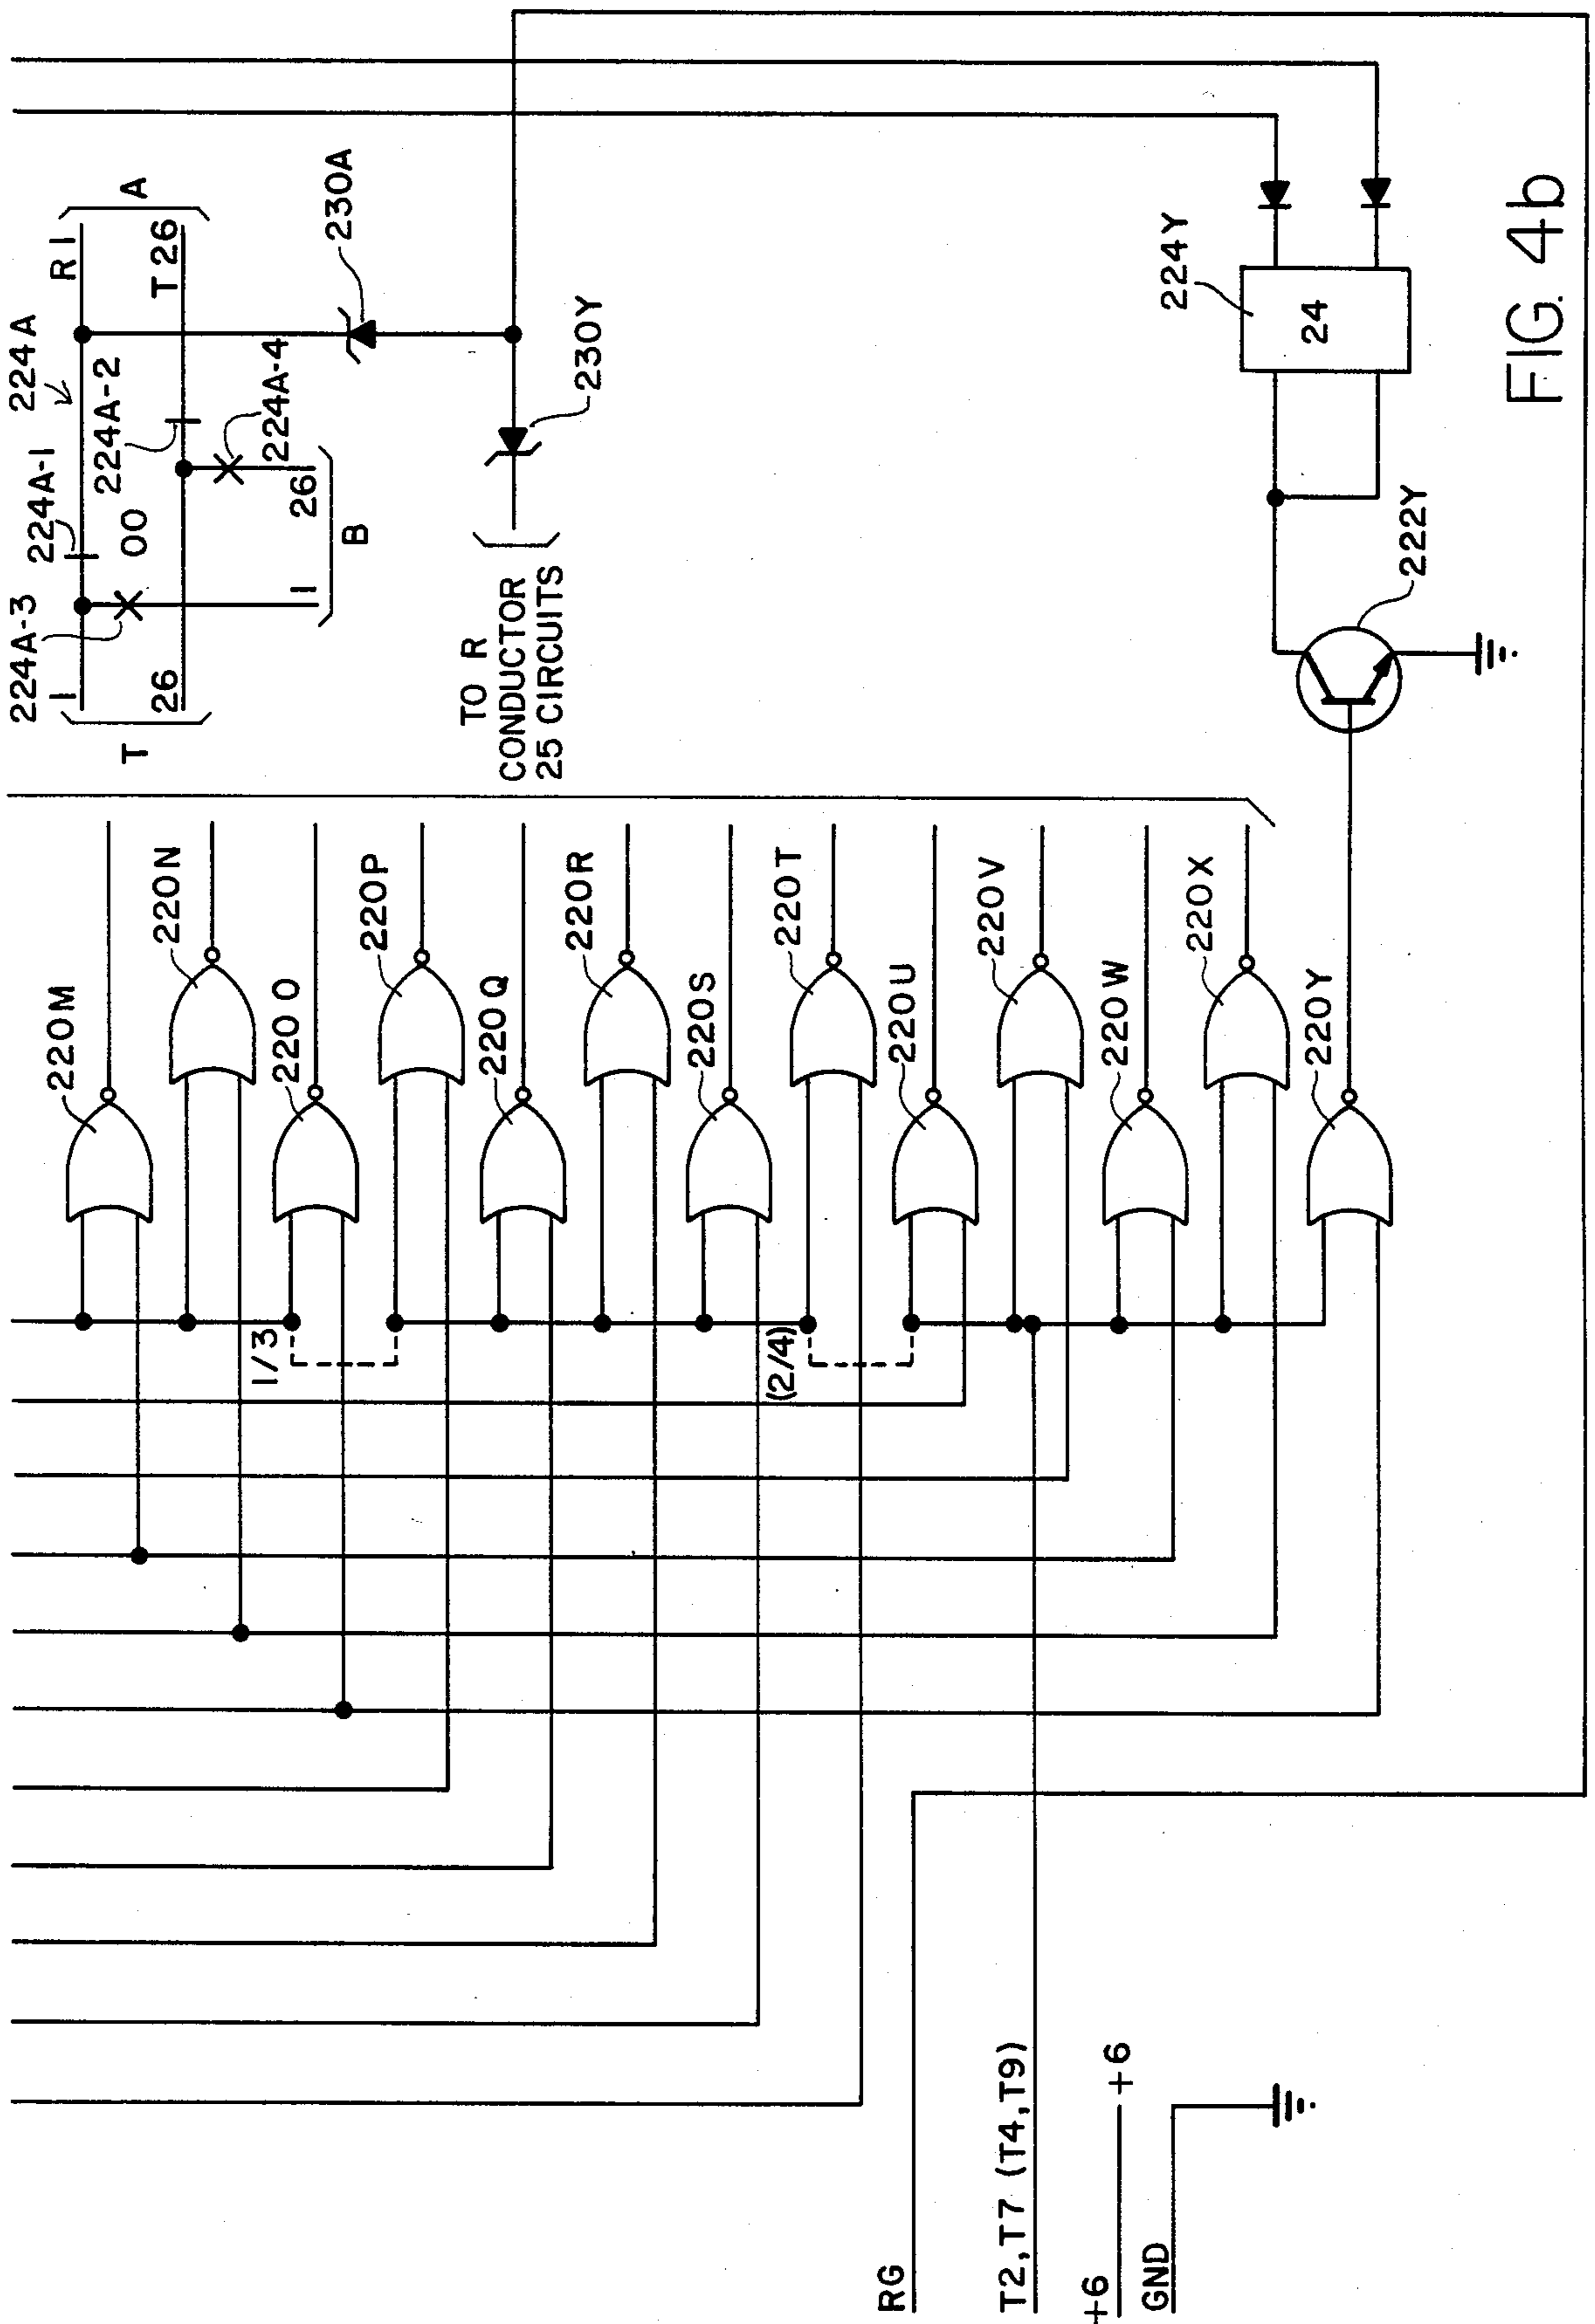 220M
220N
220O
220P
220Q
220R
220S
220T
220U
220V
220W
220X
220Y
1/3
(2/4)
RG
T2,T7 (T4,T9)
+6
+6
GND
224A-3
224A-1
224A
224A-2
00
224A-4
T
1
26
R1
T26
A
1
26
B
230A
230Y
TO R
CONDUCTOR
25 CIRCUITS
224Y
24
222Y
FIG. 4b